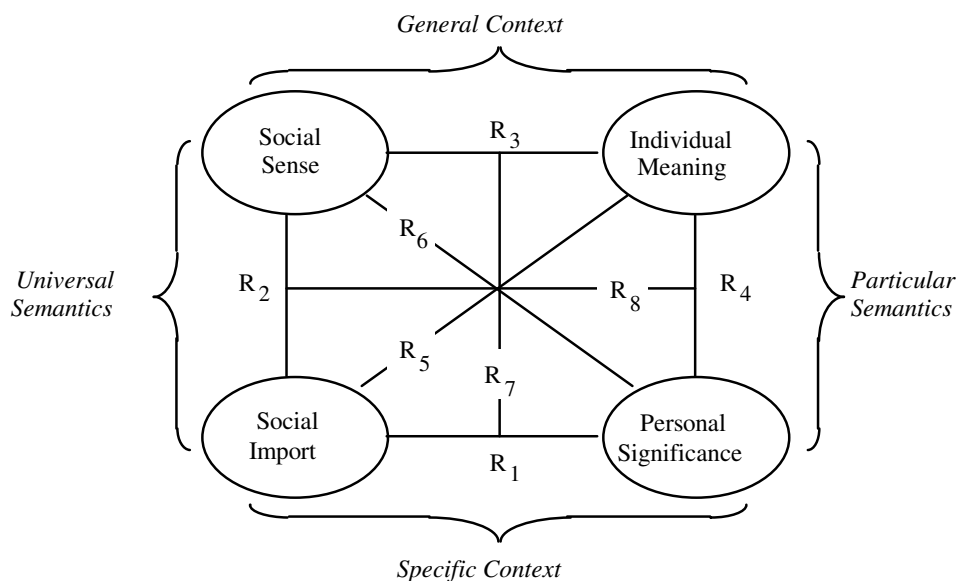 General Context
Social
Sense
R3
Individual
Meaning
R6
Universal
Semantics
R2
R8
R4
Particular
Semantics
R5
R7
Social
Import
R1
Personal
Significance
Specific Context